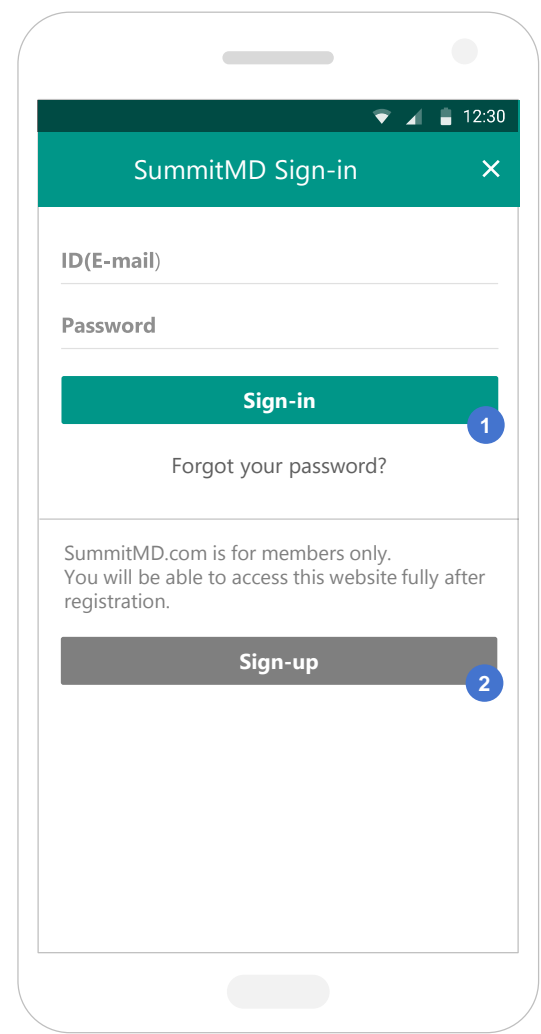 12:30
SummitMD Sign-in
ID(E-mail)
Password
Sign-in
1
Forgot your password?
SummitMD.com is for members only.
You will be able to access this website fully after
registration.
Sign-up
2